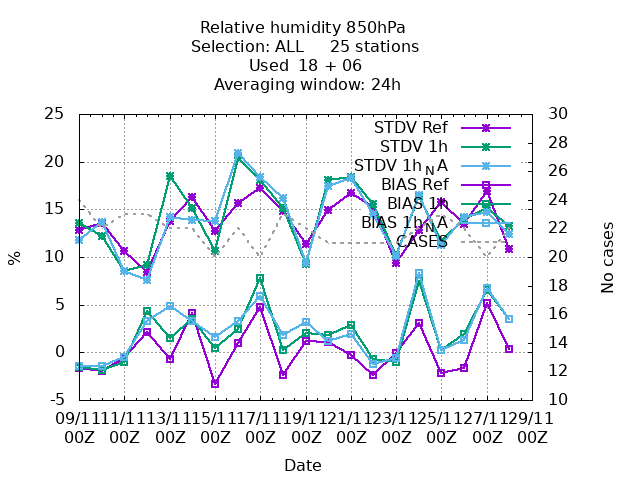 Relative humidity 850hPa
Selection: ALL 25 stations
Used 18 + 06
Averaging window: 24h
25 30
STDV Ref
28
STDV 1h
20
STDV 1h_NA
26
BIAS Ref
24
15
BIAS 1h
BIAS 1h_NA
22
CASES
% 10 20 No cases
18
5
16
0 14
12
-5 10
09/11 11/11 13/11 15/11 17/11 19/11 21/11 23/11 25/11 27/11 29/11
00Z 00Z 00Z 00Z 00Z 00Z 00Z 00Z 00Z 00Z 00Z
Date